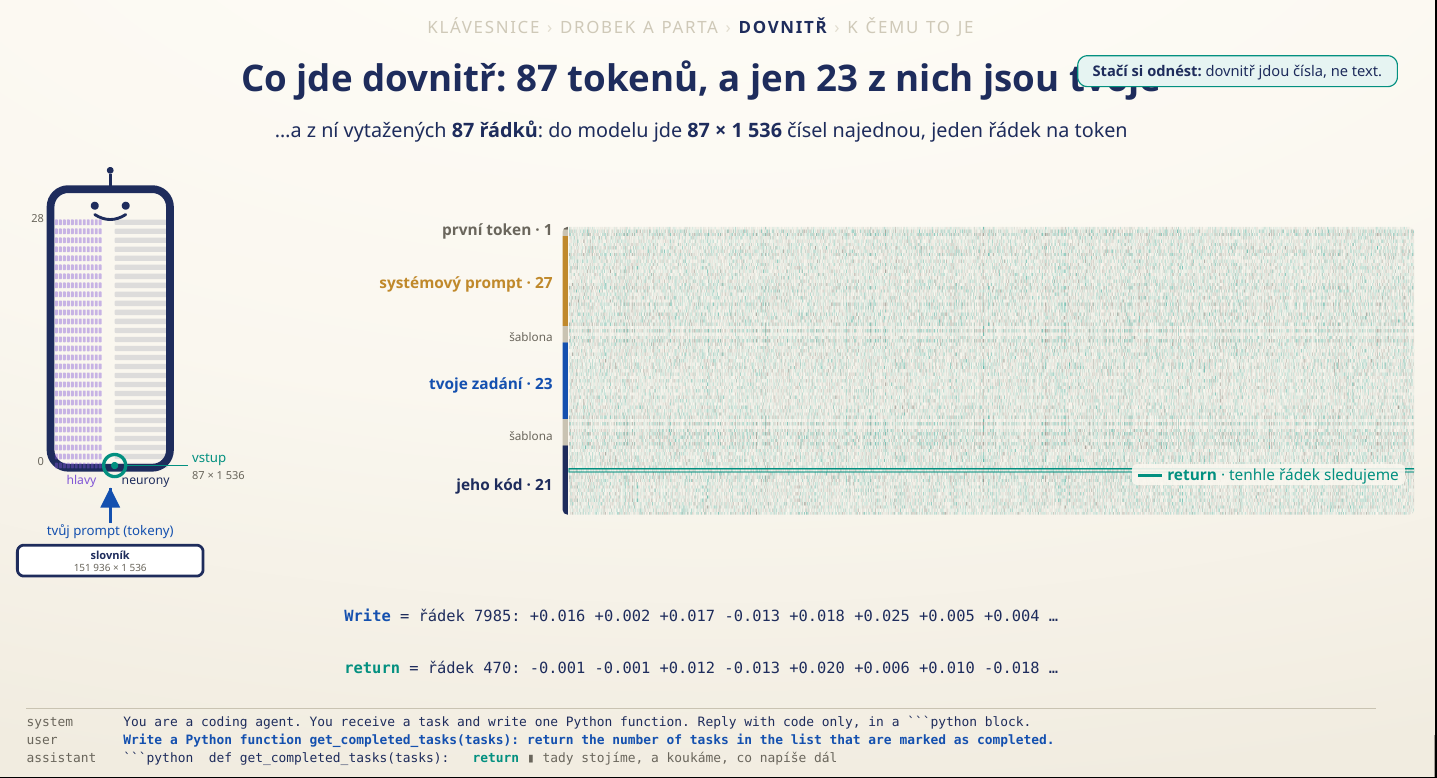 KLÁVESNICE › DROBEK A PARTA › DOVNITŘ › K ČEMU TO JE
Co jde dovnitř: 87 tokenů, a jen 23 z nich jsou tvoje
Stačí si odnést: dovnitř jdou čísla, ne text.
…a z ní vytažených 87 řádků: do modelu jde 87 × 1 536 čísel najednou, jeden řádek na token
28
0
hlavy
neurony
vstup
87 × 1 536
tvůj prompt (tokeny)
slovník
151 936 × 1 536
první token · 1
systémový prompt · 27
šablona
tvoje zadání · 23
šablona
jeho kód · 21
return · tenhle řádek sledujeme
Write = řádek 7985: +0.016 +0.002 +0.017 -0.013 +0.018 +0.025 +0.005 +0.004 …
return = řádek 470: -0.001 -0.001 +0.012 -0.013 +0.020 +0.006 +0.010 -0.018 …
system You are a coding agent. You receive a task and write one Python function. Reply with code only, in a ```python block.
user Write a Python function get_completed_tasks(tasks): return the number of tasks in the list that are marked as completed.
assistant ```python def get_completed_tasks(tasks): return ▮ tady stojíme, a koukáme, co napíše dál